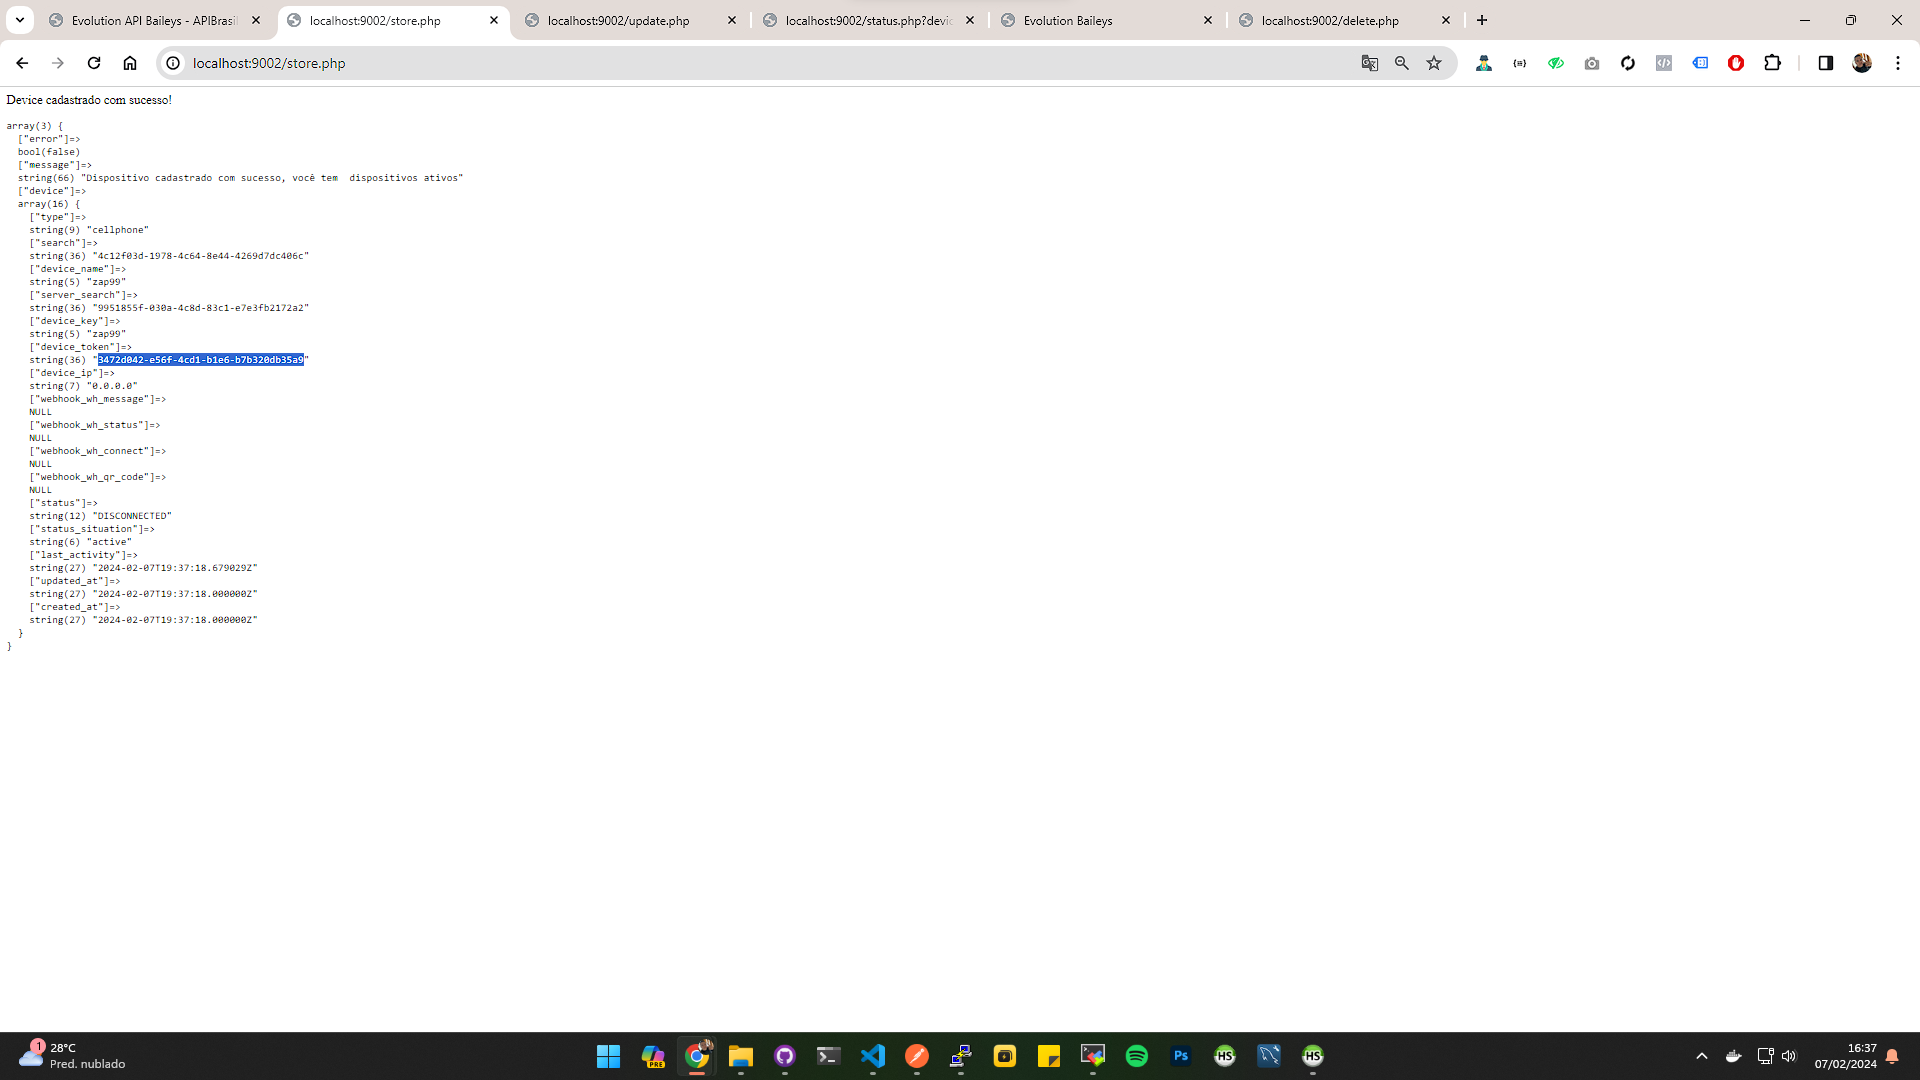 Evolution API Baileys - APIBrasil
localhost:9002/store.php
localhost:9002/update.php
localhost:9002/status.php?devic
Evolution Baileys
localhost:9002/delete.php
localhost:9002/store.php
Device cadastrado com sucesso!
array(3) {
["error"]=>
bool(false)
["message"]=>
string(66) "Dispositivo cadastrado com sucesso, você tem  dispositivos ativos"
["device"]=>
array(16) {
["type"]=>
string(9) "cellphone"
["search"]=>
string(36) "4c12f03d-1978-4c64-8e44-4269d7dc406c"
["device_name"]=>
string(5) "zap99"
["server_search"]=>
string(36) "9951855f-030a-4c8d-83c1-e7e3fb2172a2"
["device_key"]=>
string(5) "zap99"
["device_token"]=>
string(36) "3472d042-e56f-4cd1-b1e6-b7b320db35a9"
["device_ip"]=>
string(7) "0.0.0.0"
["webhook_wh_message"]=>
NULL
["webhook_wh_status"]=>
NULL
["webhook_wh_connect"]=>
NULL
["webhook_wh_qr_code"]=>
NULL
["status"]=>
string(12) "DISCONNECTED"
["status_situation"]=>
string(6) "active"
["last_activity"]=>
string(27) "2024-02-07T19:37:18.679029Z"
["updated_at"]=>
string(27) "2024-02-07T19:37:18.000000Z"
["created_at"]=>
string(27) "2024-02-07T19:37:18.000000Z"
}
}
1
28°C
Pred. nublado
PRE
Ps
HS
HS
16:37
07/02/2024